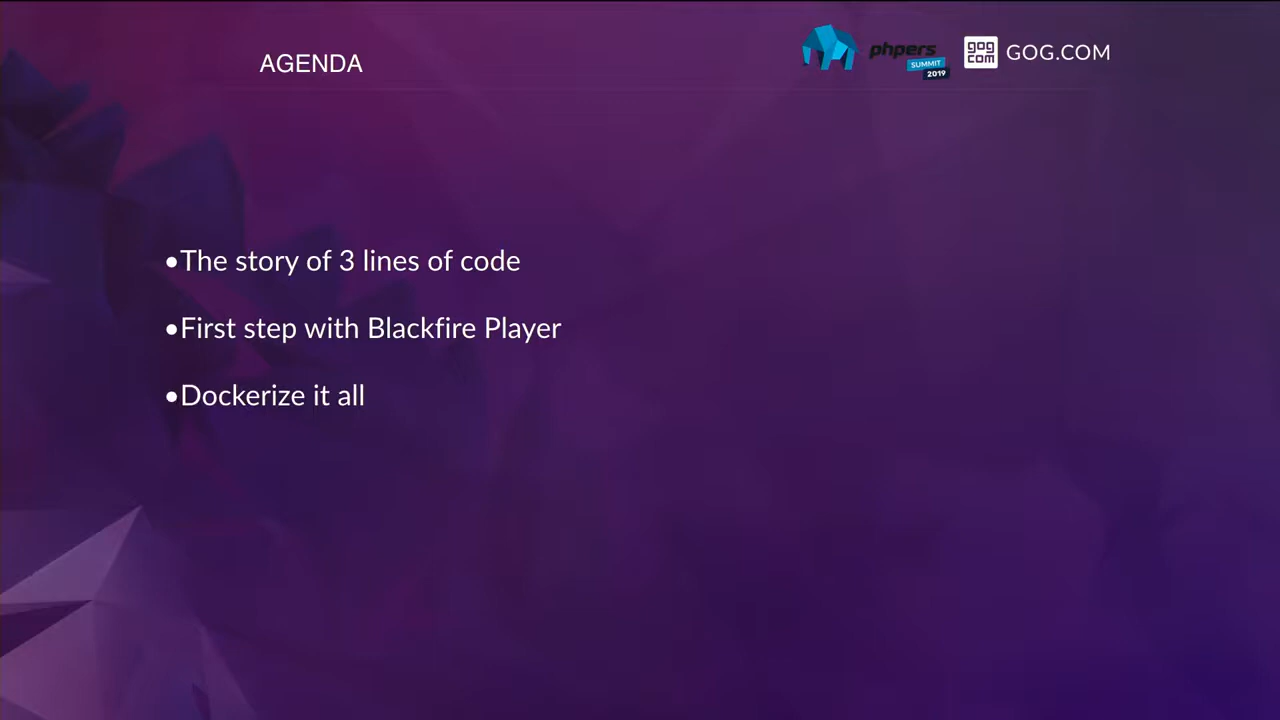 AGENDA
phpers
SUMMIT
2019
gog
com
GOG.COM
•The story of 3 lines of code
•First step with Blackfire Player
•Dockerize it all